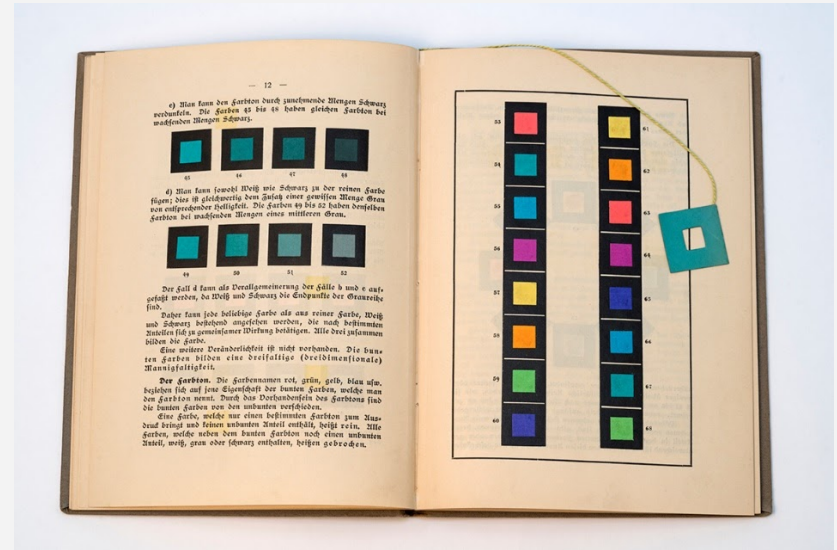 — 12 —
c) Man kann den Farbton durch zunehmende Mengen Schwarz
verdunkeln. Die Farben 45 bis 48 haben gleichen Farbton bei
wachsenden Mengen Schwarz.
45 46 47 48
d) Man kann sowohl Weiß wie Schwarz zu der reinen Farbe
fügen; dies ist gleichwertig dem Zusatz einer gewissen Menge Grau
von entsprechender Helligkeit. Die Farben 49 bis 52 haben denselben
Farbton bei wachsenden Mengen eines mittleren Grau.
49 50 51 52
Der Fall d kann als Verallgemeinerung der Fälle b und c auf-
gefaßt werden, da Weiß und Schwarz die Endpunkte der Graureihe
sind.
Daher kann jede beliebige Farbe als aus reiner Farbe, Weiß
und Schwarz bestehend angesehen werden, die nach bestimmten
Anteilen sich zu gemeinsamer Wirkung betätigen. Alle drei zusammen
bilden die Farbe.
Eine weitere Veränderlichkeit ist nicht vorhanden. Die bun-
ten Farben bilden eine dreifaltige (dreidimensionale)
Mannigfaltigkeit.
Der Farbton. Die Farbennamen rot, grün, gelb, blau usw.
beziehen sich auf jene Eigenschaft der bunten Farben, welche man
den Farbton nennt. Durch das Vorhandensein des Farbtons sind
die bunten Farben von den unbunten verschieden.
Eine Farbe, welche nur einen bestimmten Farbton zum Aus-
druck bringt und keinen unbunten Anteil enthält, heißt rein. Alle
Farben, welche neben dem bunten Farbton noch einen unbunten
Anteil, weiß, grau oder schwarz enthalten, heißen gebrochen.
53 61
54 62
55 63
56 64
57 65
58 66
59 67
60 68